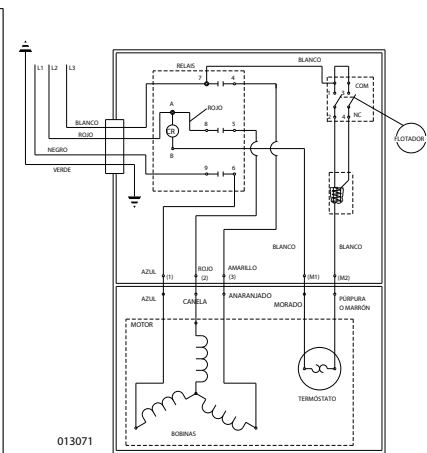 BLANCO
RELAIS
L1 L2 L3
7 4
COM
1 3
A
ROJO
BLANCO
CR
8 5
2 4
NC
FLOTADOR
ROJO
B
NEGRO
9 6
VERDE
BLANCO
BLANCO
AZUL (1)
ROJO (2)
AMARILLO (3)
(M1)
(M2)
AZUL
CANELA
ANARANJADO
MORADO
PÚRPURA
O MARRÓN
MOTOR
TERMÓSTATO
BOBINAS
013071